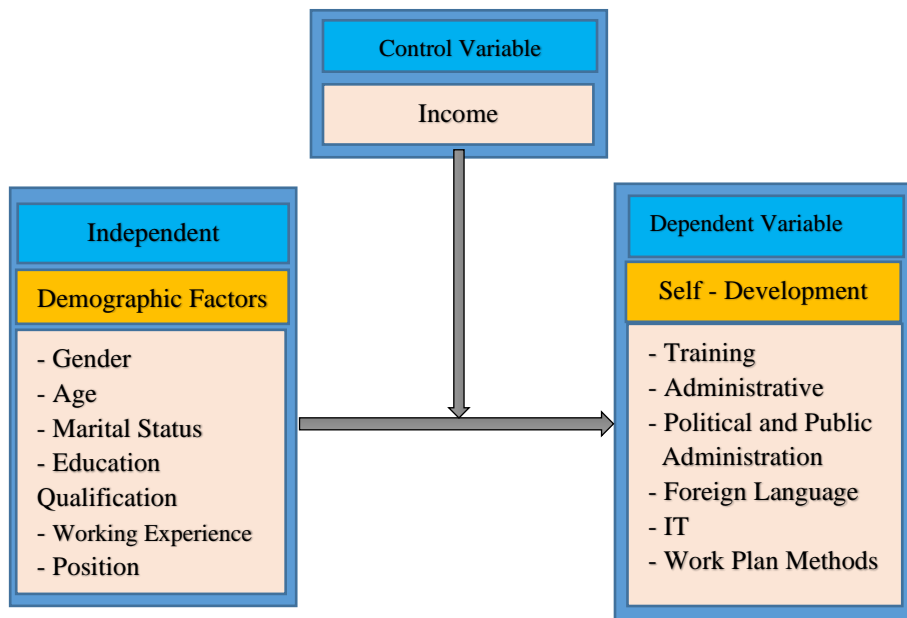 Control Variable
Income
Independent
Demographic Factors
- Gender
- Age
- Marital Status
- Education
Qualification
- Working Experience
- Position
Dependent Variable
Self - Development
- Training
- Administrative
- Political and Public
Administration
- Foreign Language
- IT
- Work Plan Methods